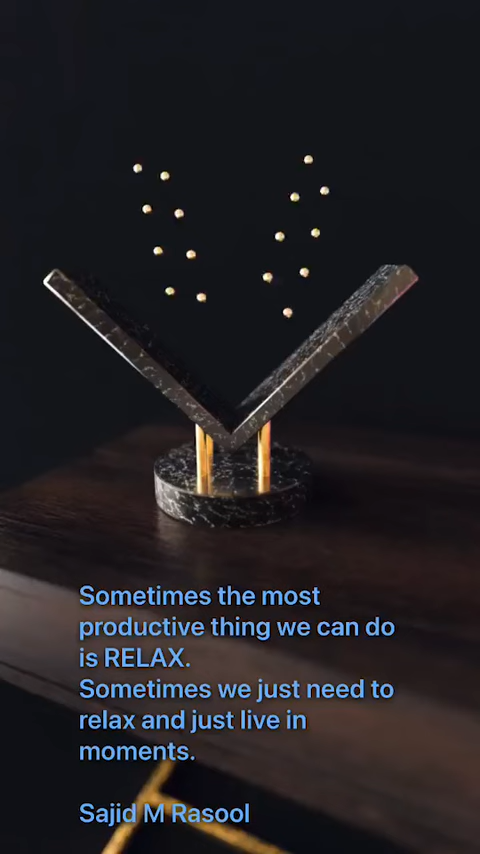 Sometimes the most
productive thing we can do
is RELAX.
Sometimes we just need to
relax and just live in
moments.
Sajid M Rasool